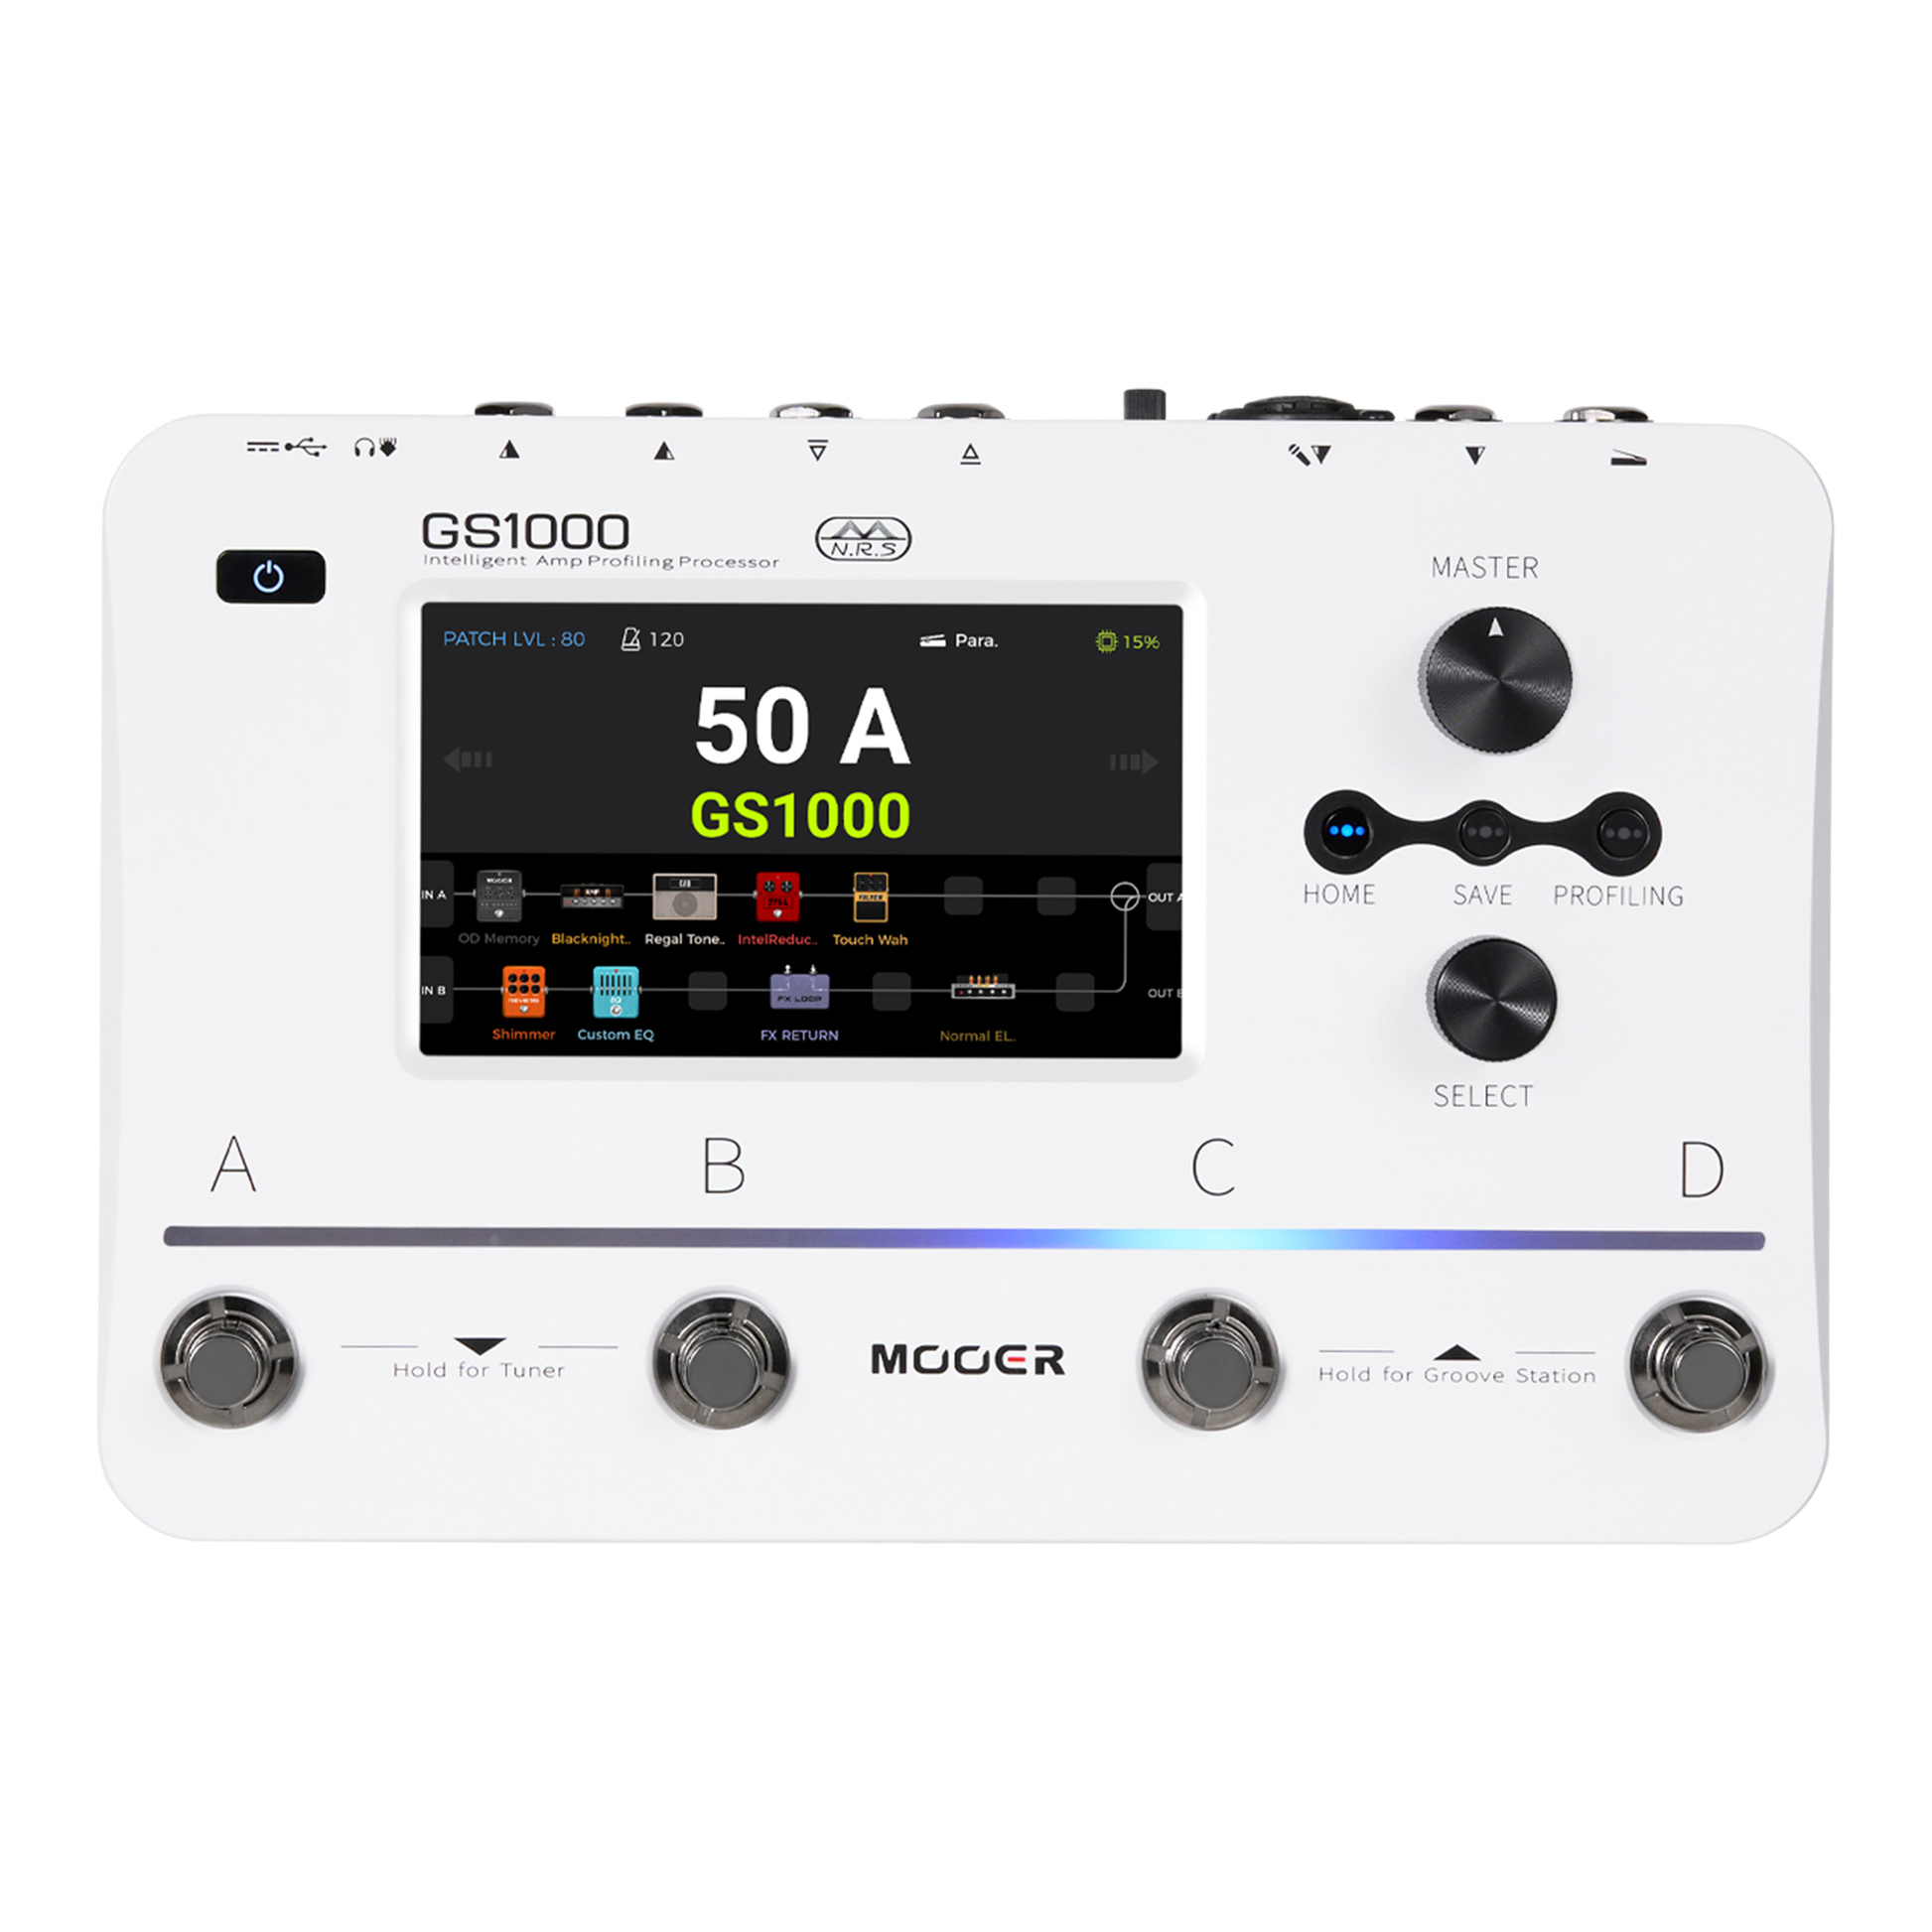 GS1000
Intelligent Amp Profiling Processor
N.R.S
PATCH LVL : 80
120
Para.
15%
50 A
GS1000
IN A
OUT A
OD Memory
Blacknight..
Regal Tone..
IntelReduc..
Touch Wah
IN B
FX LOOP
OUT B
Shimmer
Custom EQ
FX RETURN
Normal EL..
MASTER
HOME
SAVE
PROFILING
SELECT
A
B
C
D
Hold for Tuner
MOOER
Hold for Groove Station